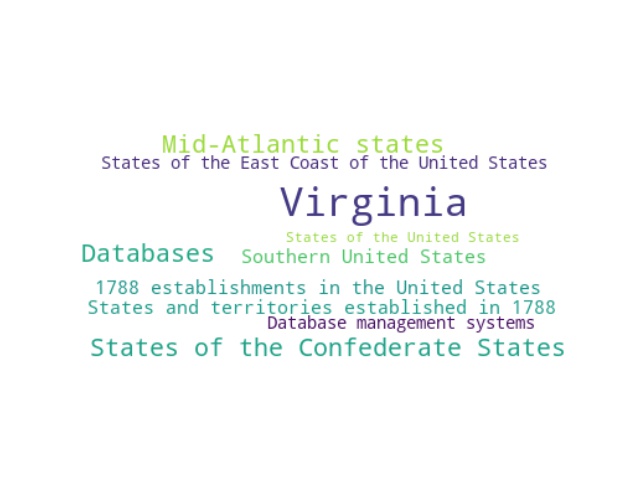 Mid-Atlantic states
States of the East Coast of the United States
Virginia
States of the United States
Databases
Southern United States
1788 establishments in the United States
States and territories established in 1788
Database management systems
States of the Confederate States